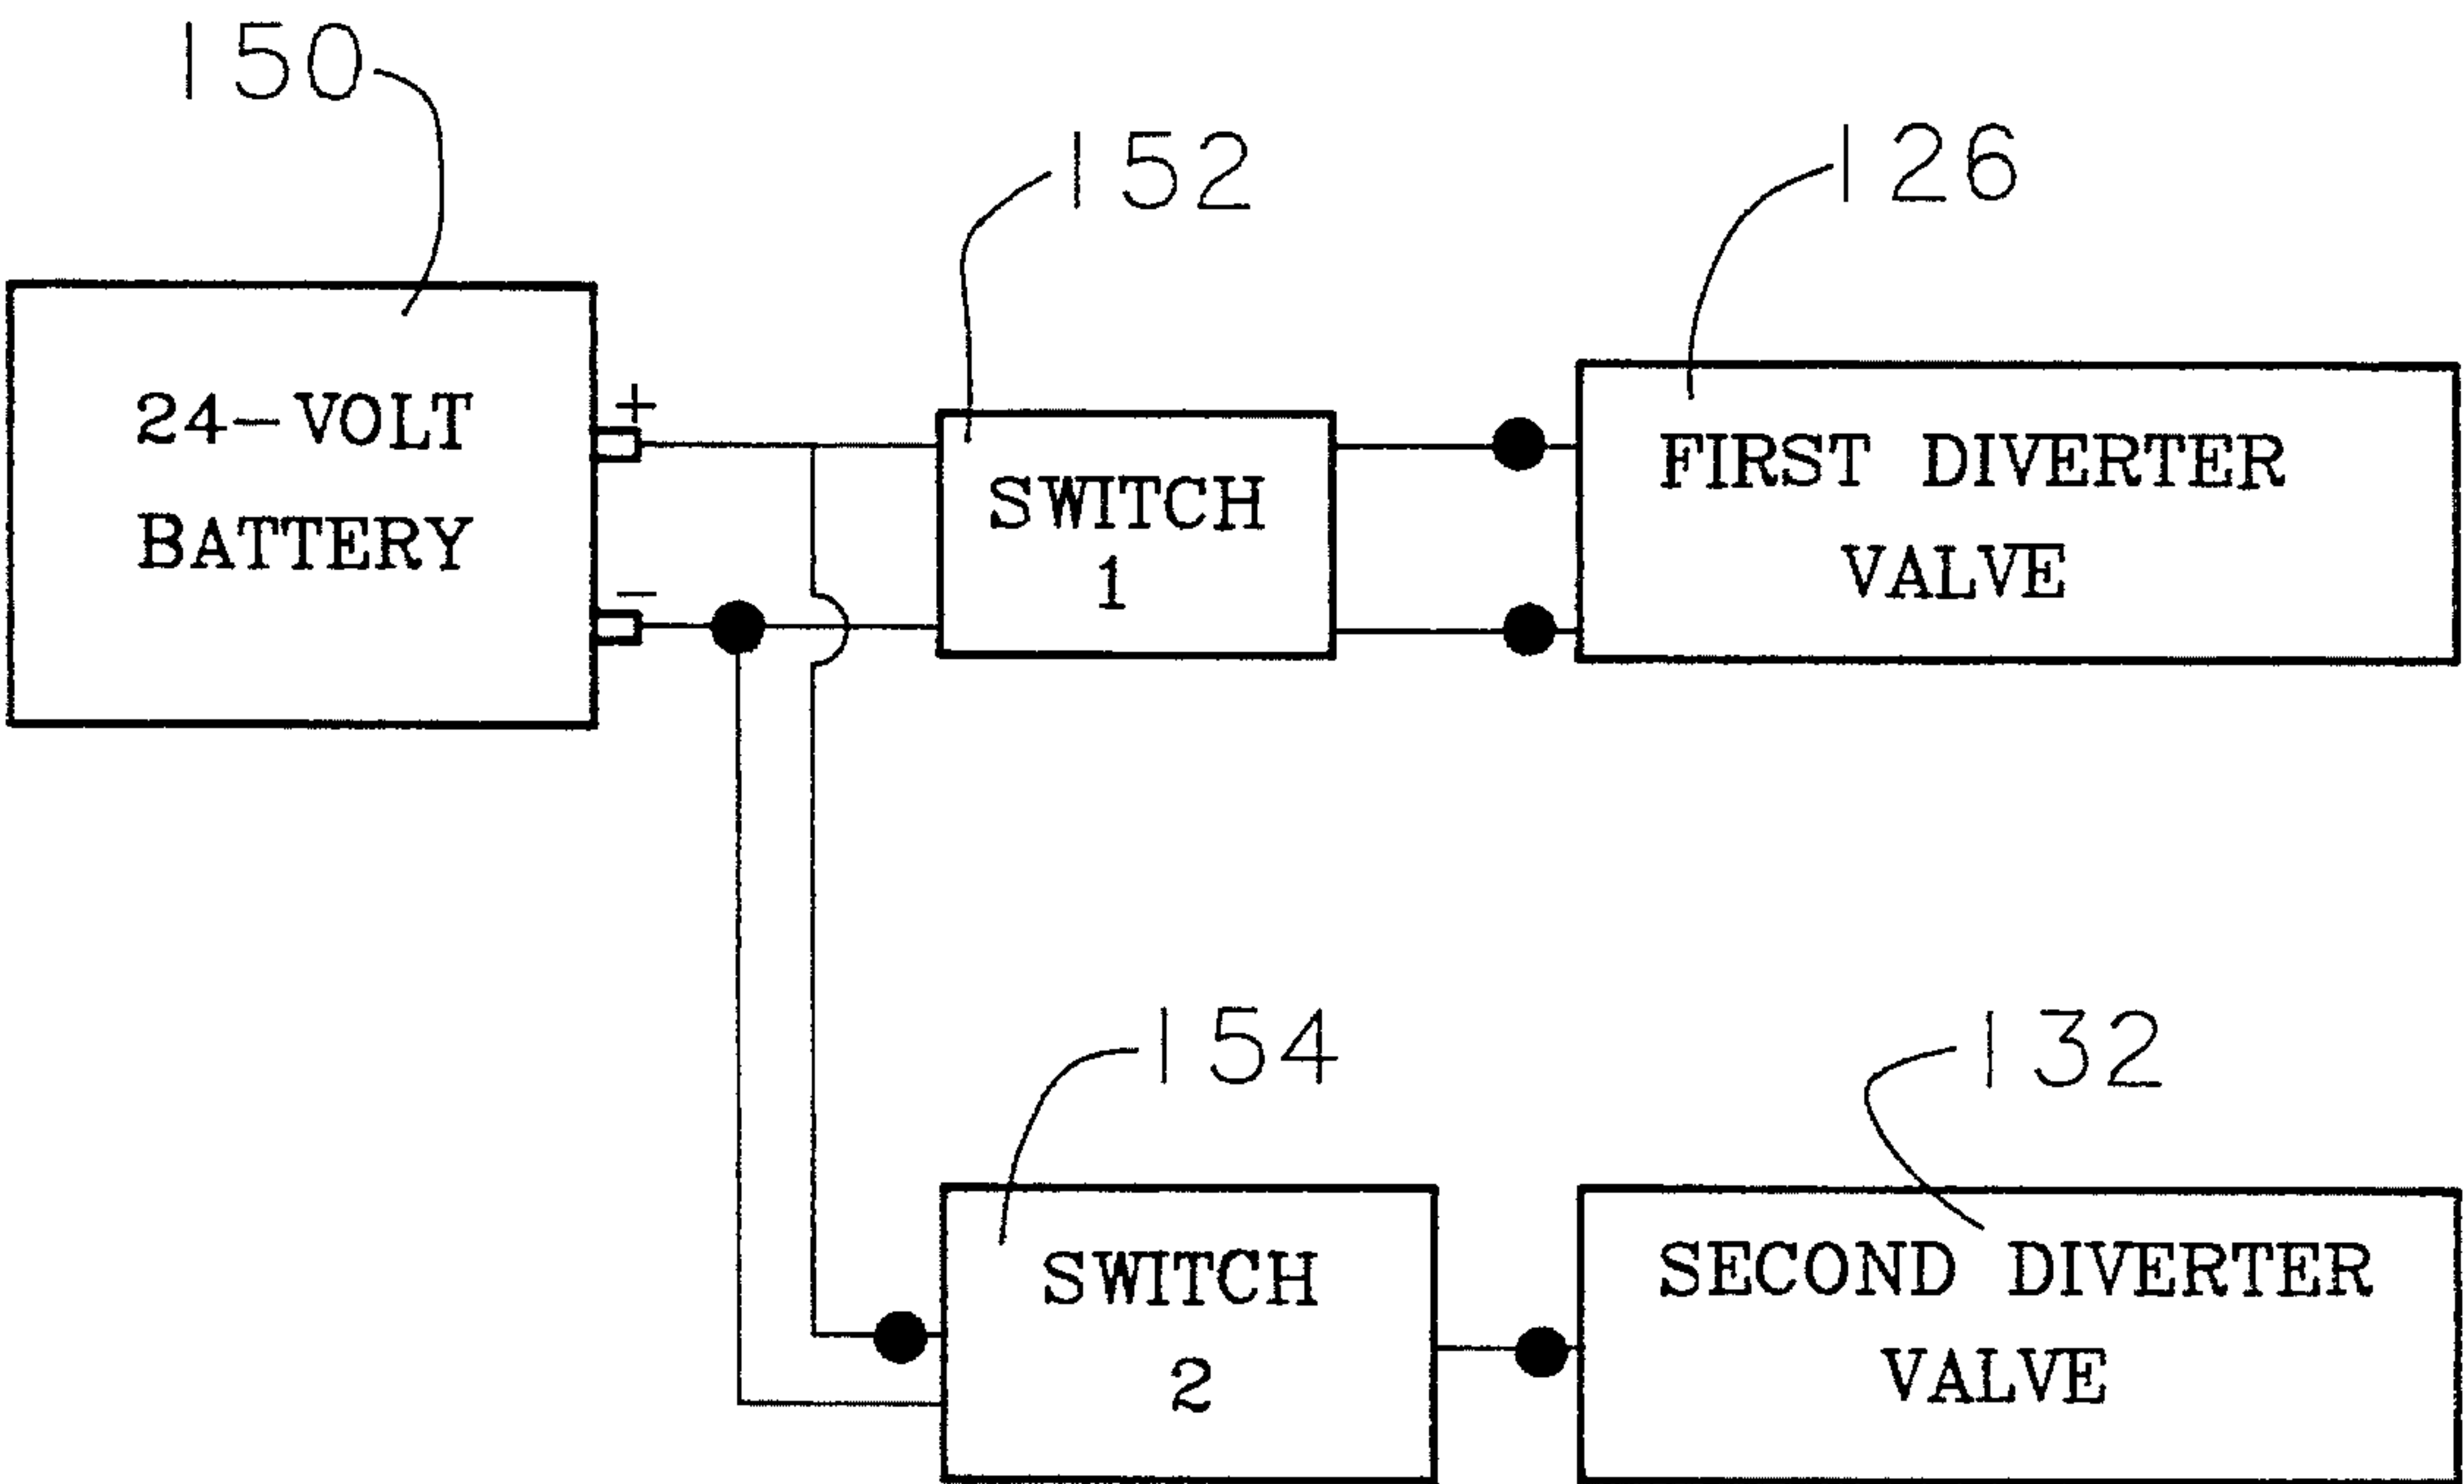 150
152
126
24-VOLT
BATTERY
+
-
SWITCH
1
FIRST DIVERTER
VALVE
154
132
SWITCH
2
SECOND DIVERTER
VALVE